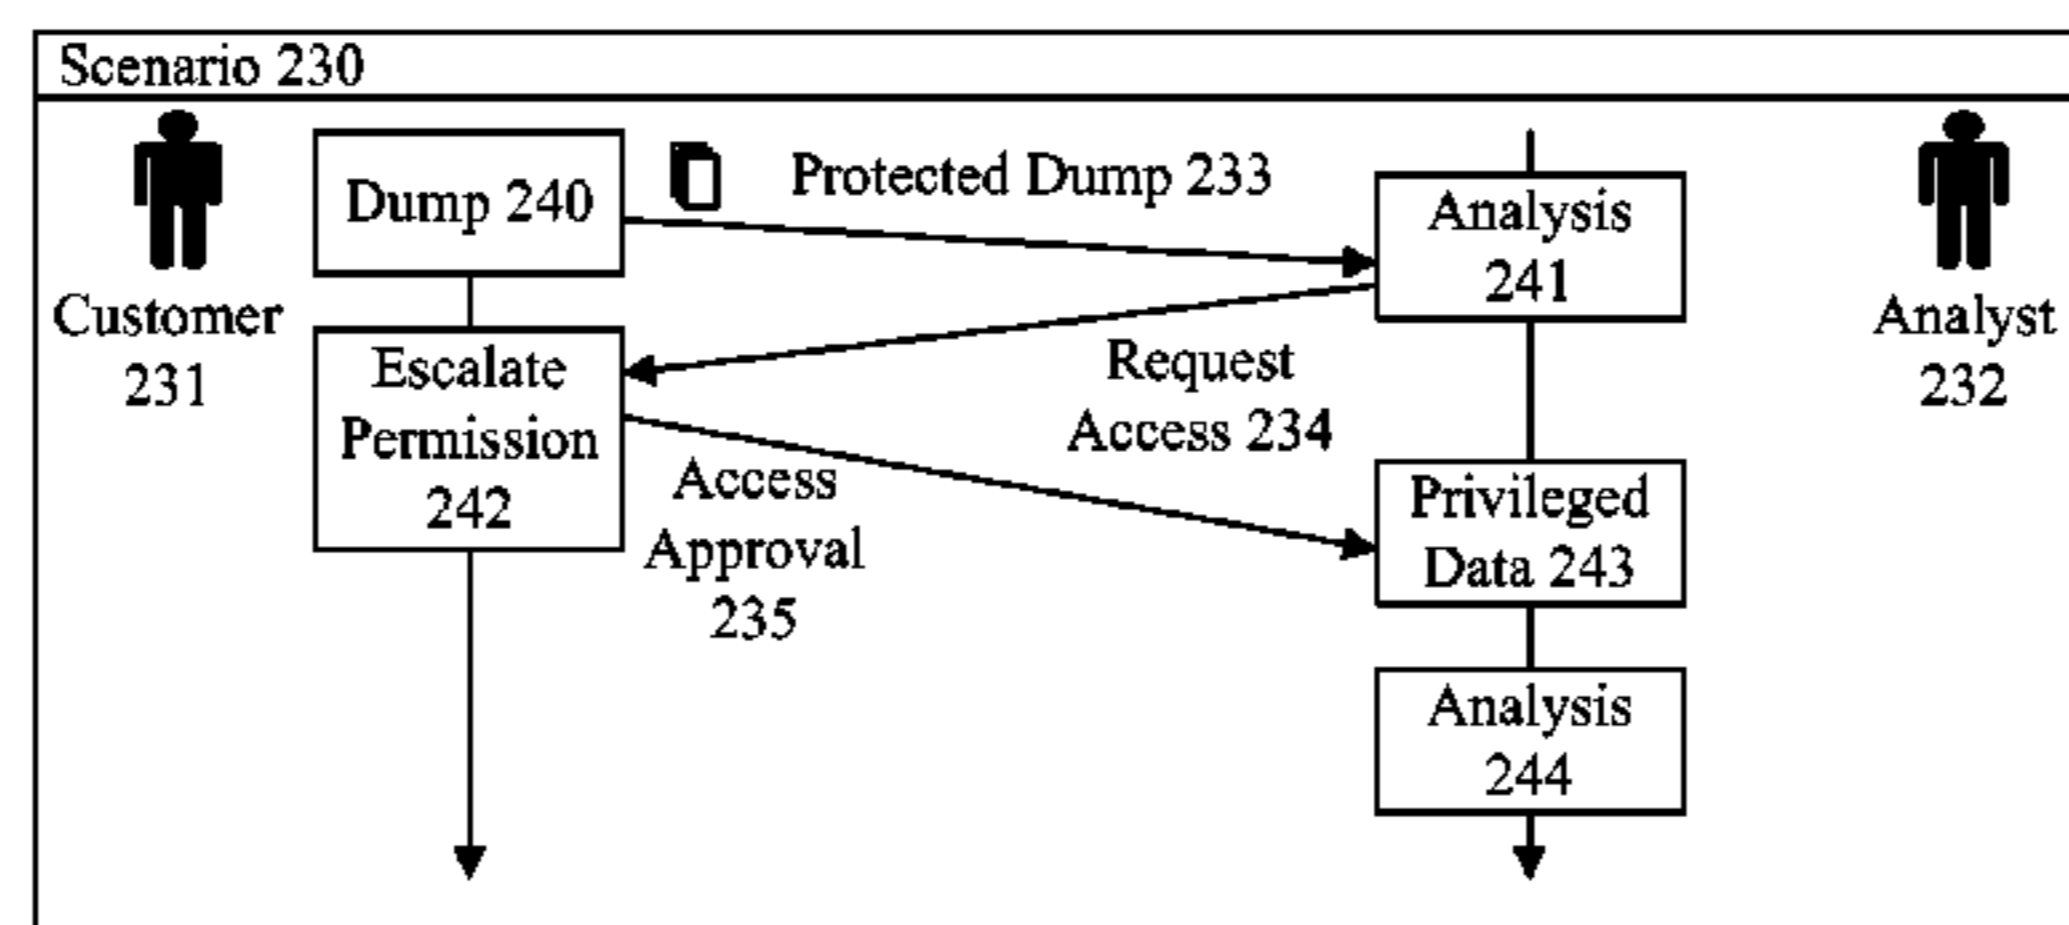 Scenario 230
Customer
231
Dump 240
Protected Dump 233
Analysis
241
Analyst
232
Escalate
Permission
242
Request
Access 234
Access
Approval
235
Privileged
Data 243
Analysis
244